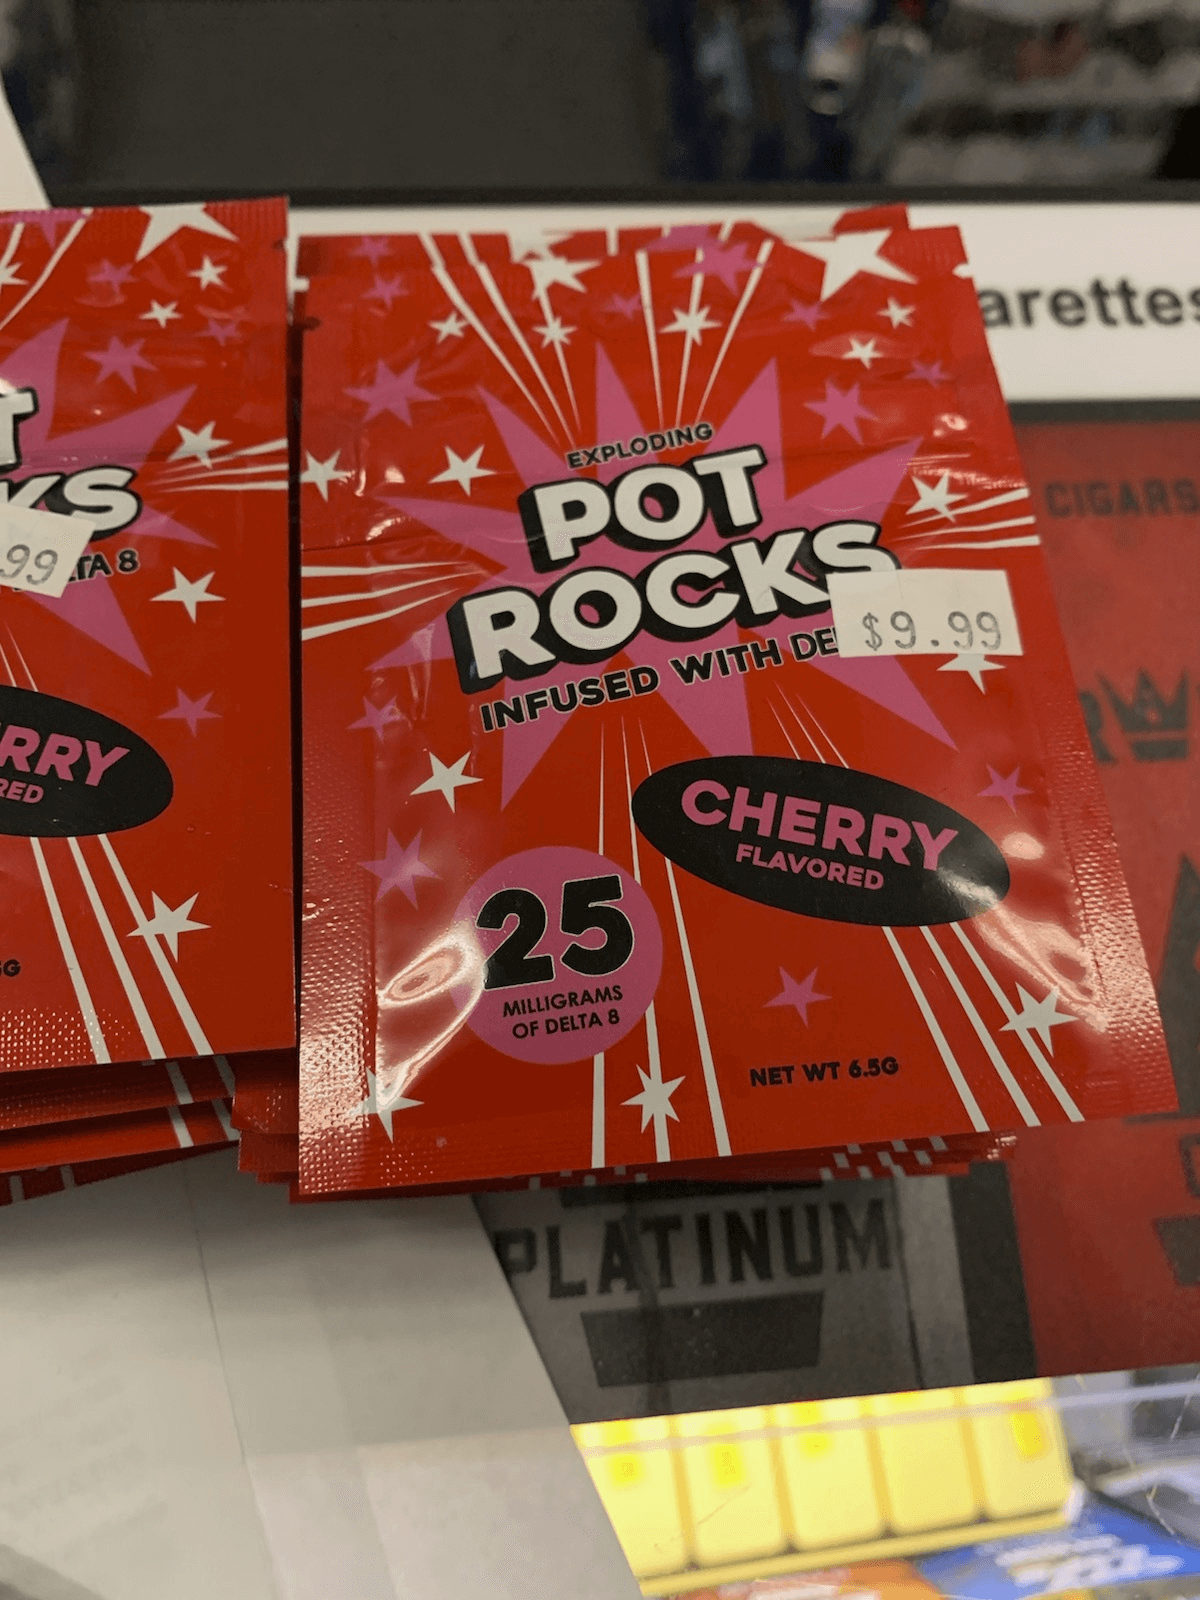 arettes
CIGARS
EXPLODING
POT
ROCKS
INFUSED WITH DE
$9.99
CHERRY
FLAVORED
25
MILLIGRAMS
OF DELTA 8
NET WT 6.5G
T
KS
.99
TA 8
RRY
RED
G
R
PLATINUM